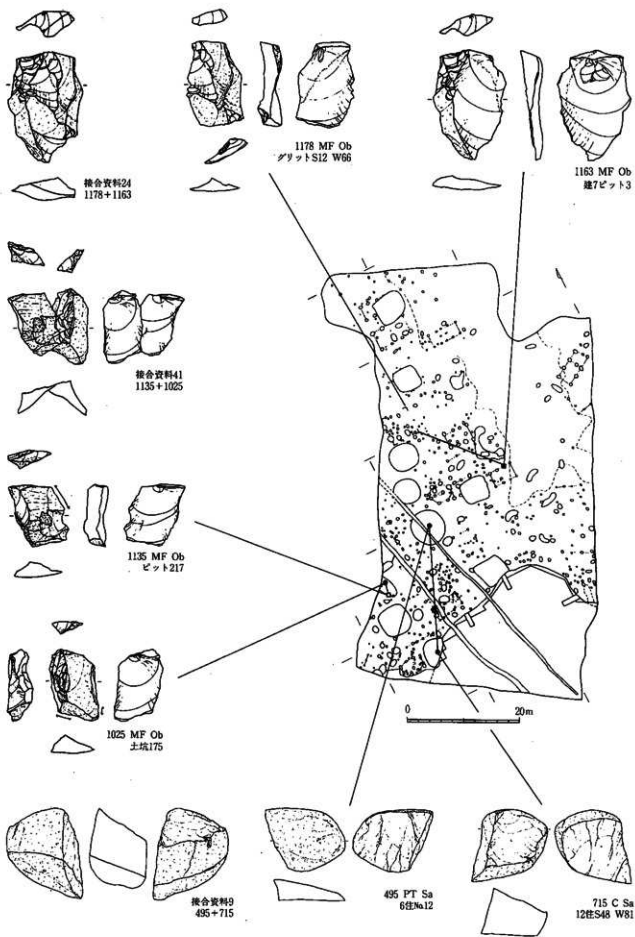 1178 MF Ob
グリットS12 W66
1163 MF Ob
建7ピット3
接合資料24
1178+1163
接合資料41
1135+1025
1135 MF Ob
ピット217
1025 MF Ob
土坑175
0 20m
接合資料9
495+715
495 PT Sa
6住No.12
715 C Sa
12住S48 W81